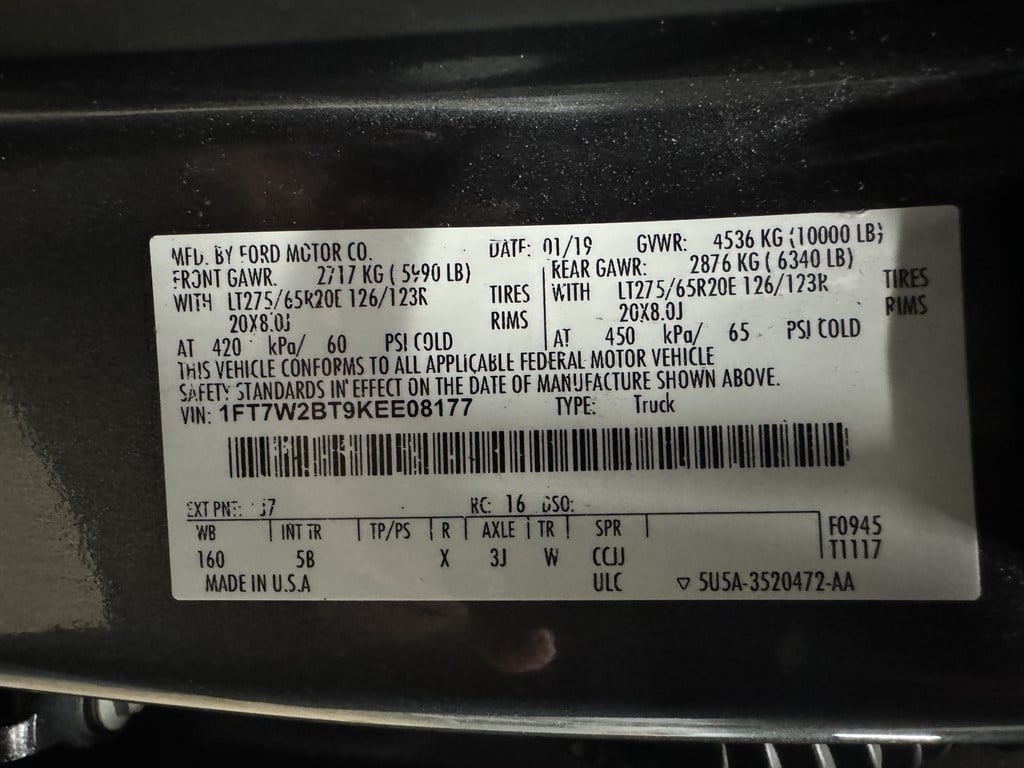 MFD. BY FORD MOTOR CO. DATE: 01/19 GVWR: 4536 KG (10000 LB)
FRONT GAWR: 2717 KG ( 5990 LB) REAR GAWR: 2876 KG ( 6340 LB)
WITH LT275/65R20E 126/123R TIRES WITH LT275/65R20E 126/123R TIRES
20X8.0J RIMS 20X8.0J RIMS
AT 420 kPa/ 60 PSI COLD AT 450 kPa/ 65 PSI COLD
THIS VEHICLE CONFORMS TO ALL APPLICABLE FEDERAL MOTOR VEHICLE
SAFETY STANDARDS IN EFFECT ON THE DATE OF MANUFACTURE SHOWN ABOVE.
VIN: 1FT7W2BT9KEE08177 TYPE: Truck
EXT PNT: RC: 16 DSO:
WB INT TR TP/PS R AXLE TR SPR F0945
160 5B X 3J W CCJJ T1117
MADE IN U.S.A ULC ▽ 5U5A-3520472-AA